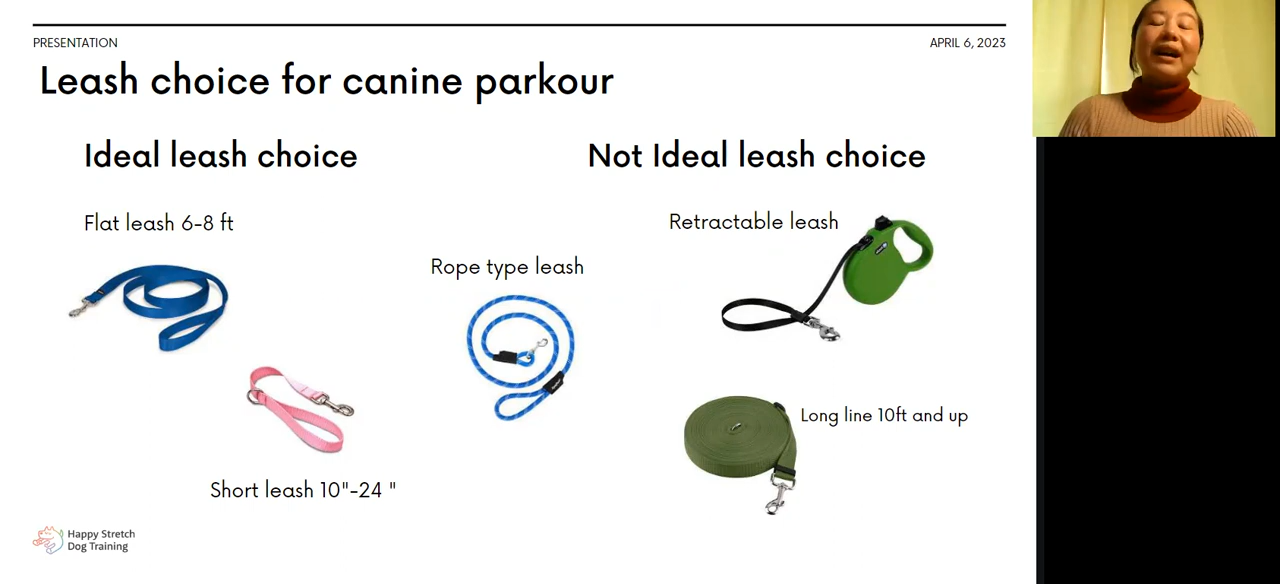 PRESENTATION
APRIL 6, 2023
Leash choice for canine parkour
Ideal leash choice
Not Ideal leash choice
Flat leash 6-8 ft
Retractable leash
Rope type leash
Long line 10ft and up
Short leash 10"-24 "
Happy Stretch
Dog Training